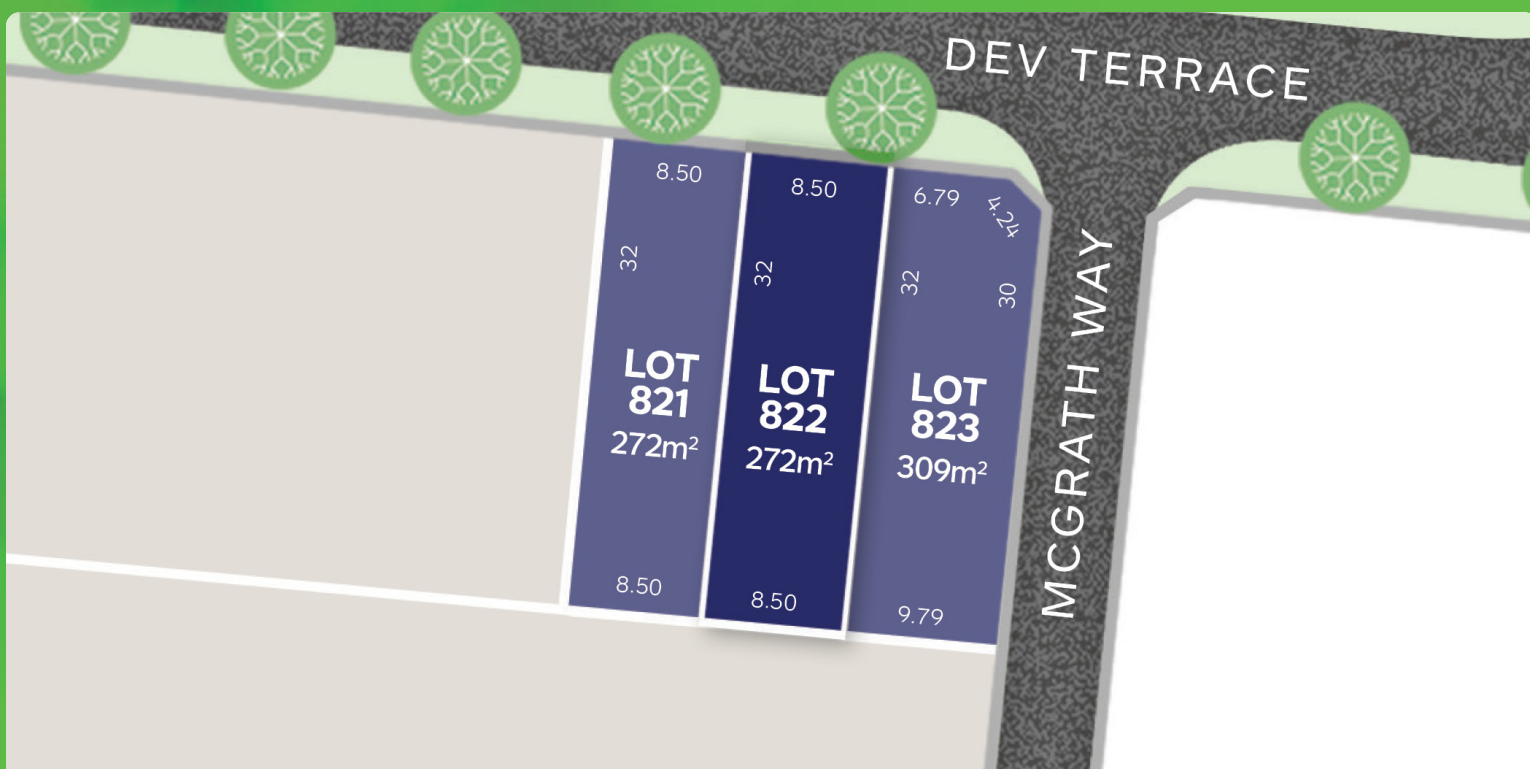 DEV TERRACE
MCGRATH WAY
8.50
32
LOT
821
272m²
8.50
8.50
32
LOT
822
272m²
8.50
6.79
4.24
32
30
LOT
823
309m²
9.79